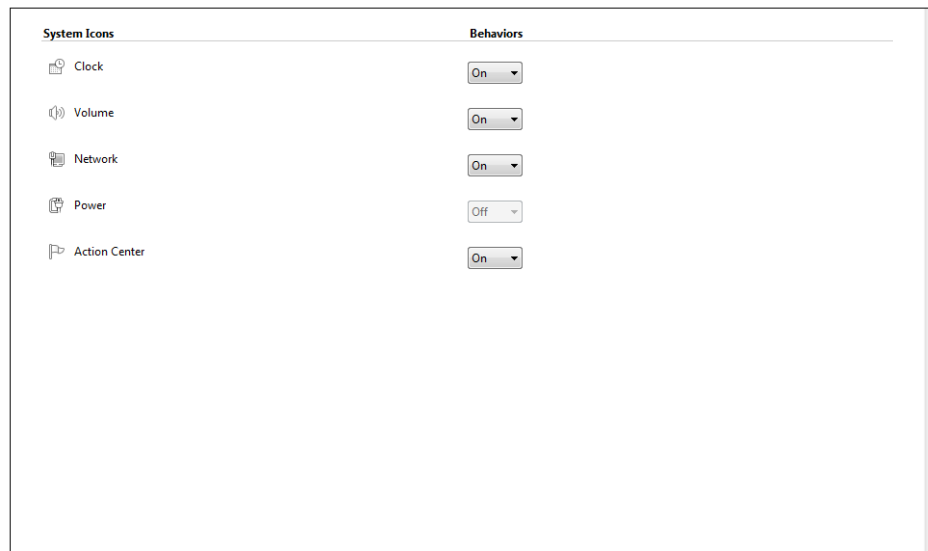 System Icons Behaviors
Clock On
Volume On
Network On
Power Off
Action Center On